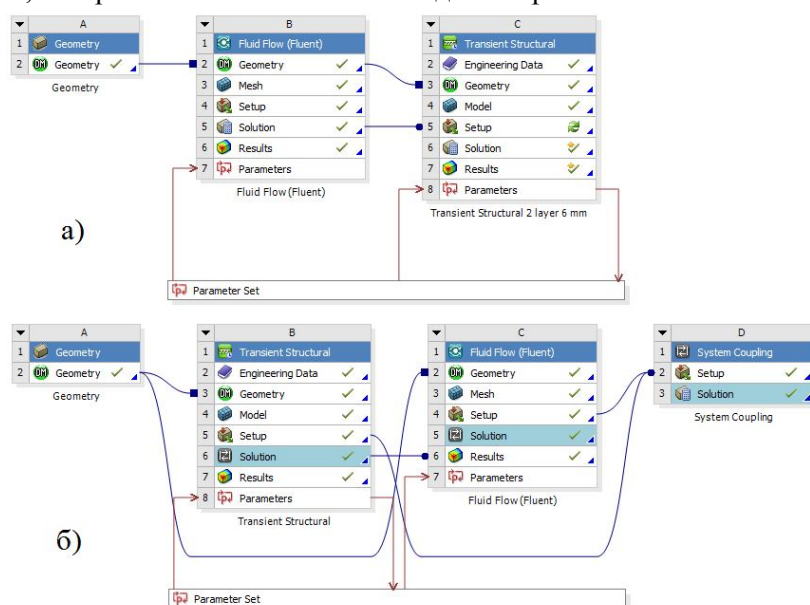 A
1 Geometry
2 Geometry
Geometry
B
1 Fluid Flow (Fluent)
2 Geometry
3 Mesh
4 Setup
5 Solution
6 Results
7 Parameters
Fluid Flow (Fluent)
C
1 Transient Structural
2 Engineering Data
3 Geometry
4 Model
5 Setup
6 Solution
7 Results
8 Parameters
Transient Structural 2 layer 6 mm
а)
Parameter Set
A
1 Geometry
2 Geometry
Geometry
B
1 Transient Structural
2 Engineering Data
3 Geometry
4 Model
5 Setup
6 Solution
7 Results
8 Parameters
Transient Structural
C
1 Fluid Flow (Fluent)
2 Geometry
3 Mesh
4 Setup
5 Solution
6 Results
7 Parameters
Fluid Flow (Fluent)
D
1 System Coupling
2 Setup
3 Solution
System Coupling
б)
Parameter Set